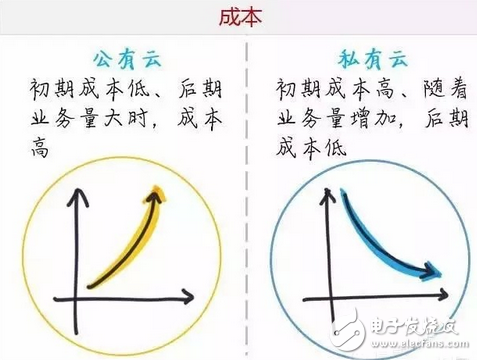 成本
公有云
初期成本低、后期
业务量大时，成本
高
私有云
初期成本高、随着
业务量增加，后期
成本低
电子发烧友
www.elecfans.com